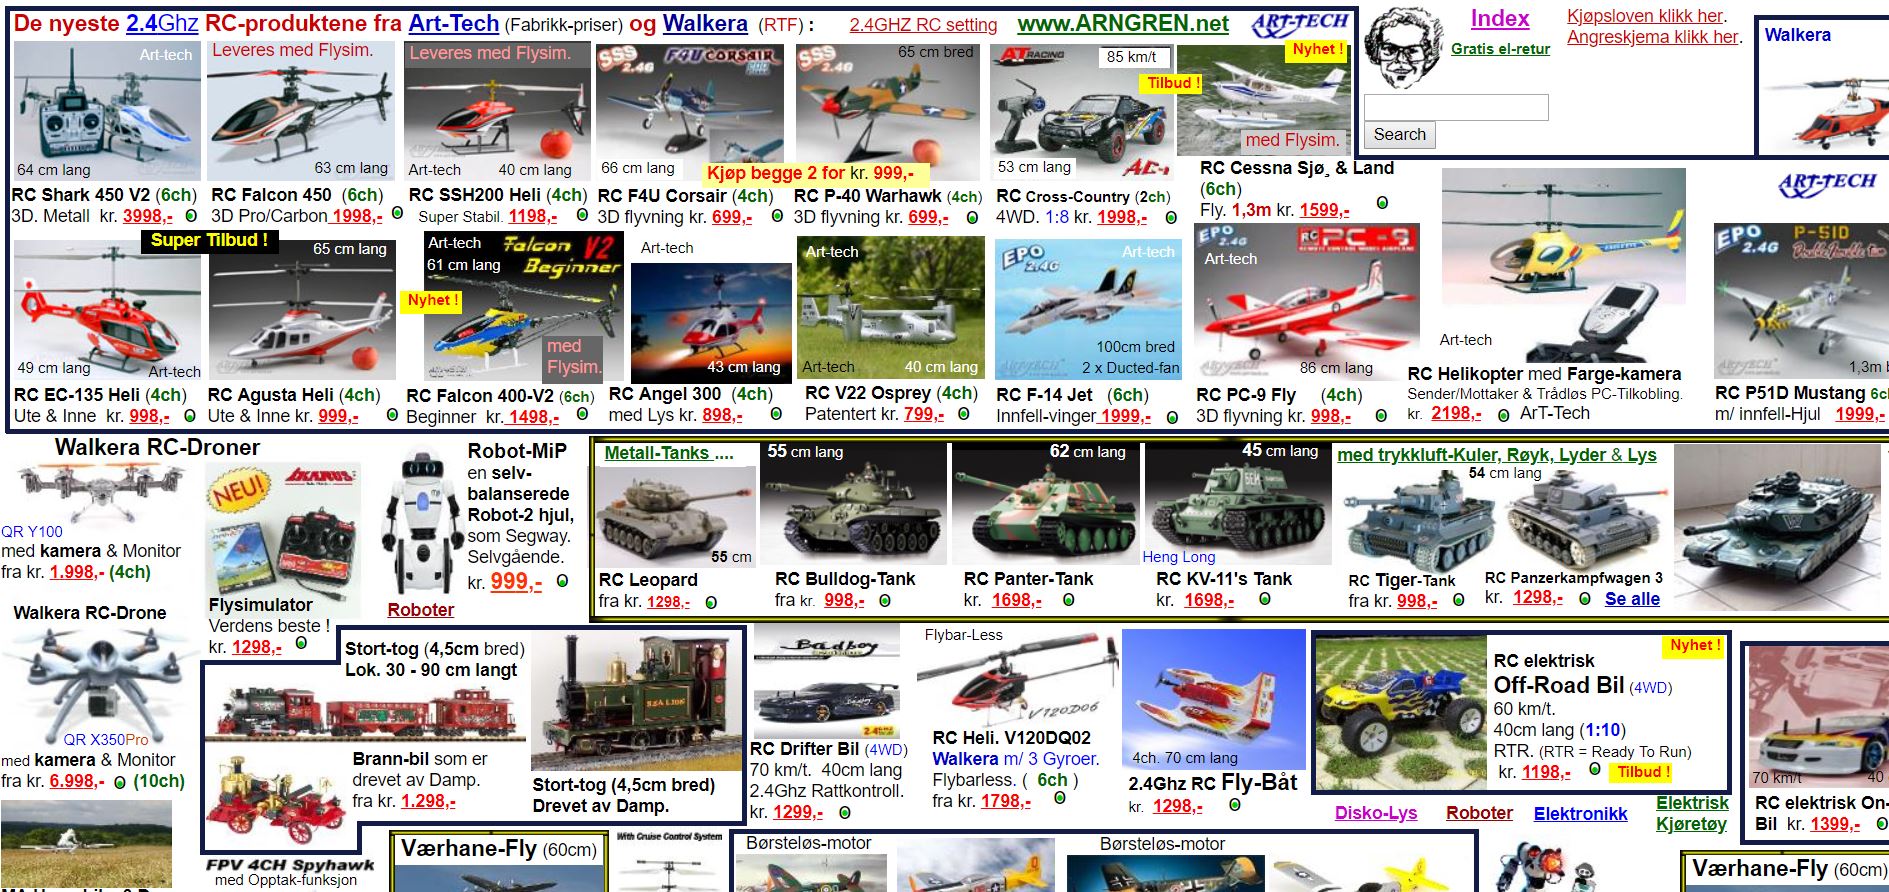 De nyeste 2.4Ghz RC-produktene fra Art-Tech (Fabrikk-priser) og Walkera (RTF) : 2.4GHZ RC setting www.ARNGREN.net ART-TECH
Index
Gratis el-retur
Kjøpsloven klikk her.
Angreskjema klikk her.
Search
Walkera
Art-tech
64 cm lang
RC Shark 450 V2 (6ch)
3D. Metall kr. 3998,-
Leveres med Flysim.
63 cm lang
RC Falcon 450 (6ch)
3D Pro/Carbon 1998,-
Leveres med Flysim.
Art-tech 40 cm lang
RC SSH200 Heli (4ch)
Super Stabil. 1198,-
SSS 2.4G F4U CORSAIR
66 cm lang
RC F4U Corsair (4ch)
3D flyvning kr. 699,-
Kjøp begge 2 for kr. 999,-
SSS 2.4G
65 cm bred
RC P-40 Warhawk (4ch)
3D flyvning kr. 699,-
AT RACING
85 km/t
53 cm lang
RC Cross-Country (2ch)
4WD. 1:8 kr. 1998,-
Tilbud !
Nyhet !
med Flysim.
RC Cessna Sjø¸ & Land
(6ch)
Fly. 1,3m kr. 1599,-
ART-TECH
Super Tilbud !
49 cm lang Art-tech
RC EC-135 Heli (4ch)
Ute & Inne kr. 998,-
65 cm lang
RC Agusta Heli (4ch)
Ute & Inne kr. 999,-
Art-tech
61 cm lang
Falcon V2
Beginner
Nyhet !
med
Flysim.
RC Falcon 400-V2 (6ch)
Beginner kr. 1498,-
Art-tech
43 cm lang
RC Angel 300 (4ch)
med Lys kr. 898,-
Art-tech
Art-tech 40 cm lang
RC V22 Osprey (4ch)
Patentert kr. 799,-
EPO 2.4G
Art-tech
100cm bred
2 x Ducted-fan
RC F-14 Jet (6ch)
Innfell-vinger 1999,-
EPO 2.4G
RC PC-9
Art-tech
86 cm lang
RC PC-9 Fly (4ch)
3D flyvning kr. 998,-
Art-tech
RC Helikopter med Farge-kamera
Sender/Mottaker & Trådløs PC-Tilkobling.
kr. 2198,- ArT-Tech
EPO 2.4G
P-51D
1,3m
RC P51D Mustang 6c
m/ innfell-Hjul 1999,-
Walkera RC-Droner
QR Y100
med kamera & Monitor
fra kr. 1.998,- (4ch)
NEU!
IKARUS
Flysimulator
Verdens beste !
kr. 1298,-
Robot-MiP
en selv-
balanserede
Robot-2 hjul,
som Segway.
Selvgående.
kr. 999,-
Roboter
Metall-Tanks ....
55 cm
RC Leopard
fra kr. 1298,-
55 cm lang
RC Bulldog-Tank
fra kr. 998,-
62 cm lang
RC Panter-Tank
kr. 1698,-
45 cm lang
Heng Long
RC KV-11's Tank
kr. 1698,-
med trykkluft-Kuler, Røyk, Lyder & Lys
54 cm lang
RC Tiger-Tank
fra kr. 998,-
RC Panzerkampfwagen 3
kr. 1298,- Se alle
Walkera RC-Drone
QR X350Pro
med kamera & Monitor
fra kr. 6.998,- (10ch)
Stort-tog (4,5cm bred)
Lok. 30 - 90 cm langt
Brann-bil som er
drevet av Damp.
fra kr. 1.298,-
SEA LION
Stort-tog (4,5cm bred)
Drevet av Damp.
Badboy
2.4G
RC Drifter Bil (4WD)
70 km/t. 40cm lang
2.4Ghz Rattkontroll.
kr. 1299,-
Flybar-Less
V120D06
RC Heli. V120DQ02
Walkera m/ 3 Gyroer.
Flybarless. ( 6ch )
fra kr. 1798,-
4ch. 70 cm lang
2.4Ghz RC Fly-Båt
kr. 1298,-
Nyhet !
RC elektrisk
Off-Road Bil (4WD)
60 km/t.
40cm lang (1:10)
RTR. (RTR = Ready To Run)
kr. 1198,- Tilbud !
Disko-Lys Roboter Elektronikk Elektrisk
Kjøretøy
70 km/t 40
RC elektrisk On-
Bil kr. 1399,-
FPV 4CH Spyhawk
med Opptak-funksjon
Værhane-Fly (60cm)
With Cruise Control System
Børsteløs-motor
Børsteløs-motor
Værhane-Fly (60cm)